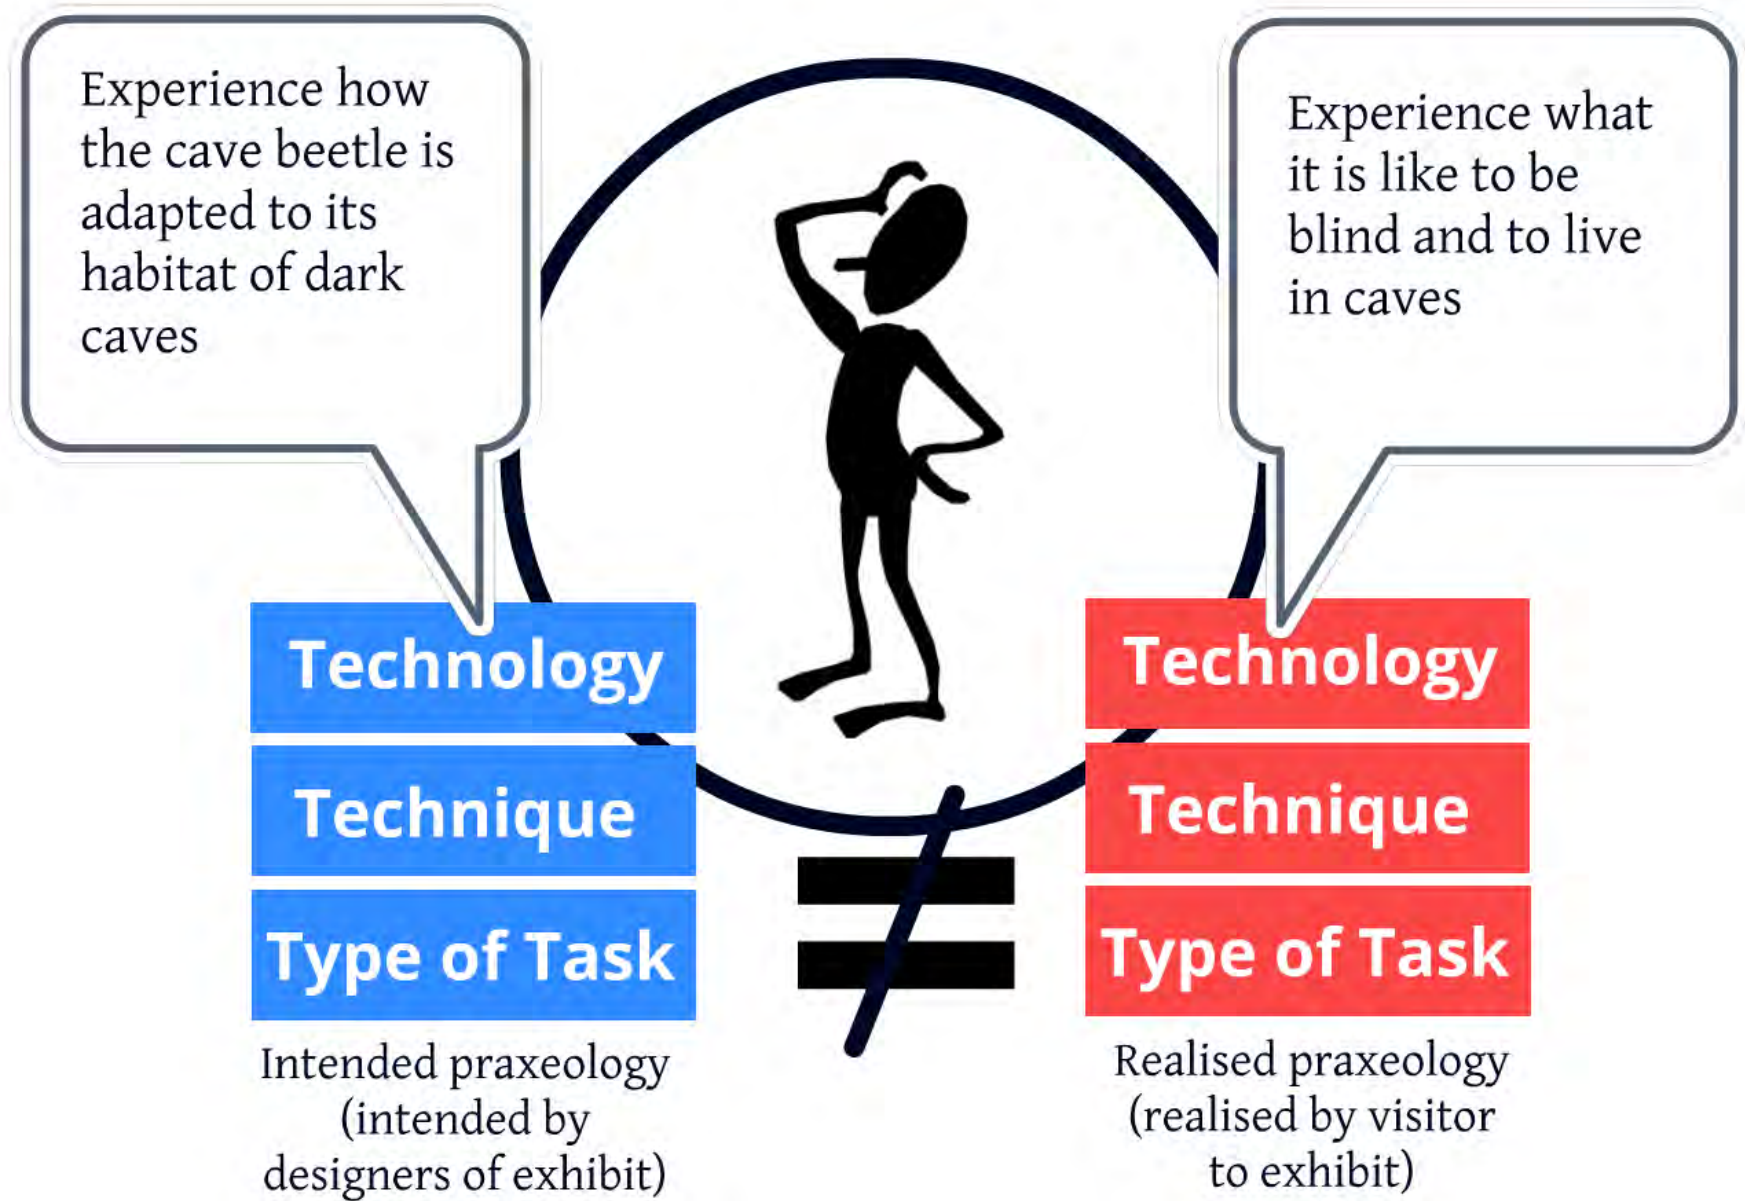 Experience how
the cave beetle is
adapted to its
habitat of dark
caves
Experience what
it is like to be
blind and to live
in caves
Technology
Technique
Type of Task
Intended praxeology
(intended by
designers of exhibit)
Technology
Technique
Type of Task
Realised praxeology
(realised by visitor
to exhibit)